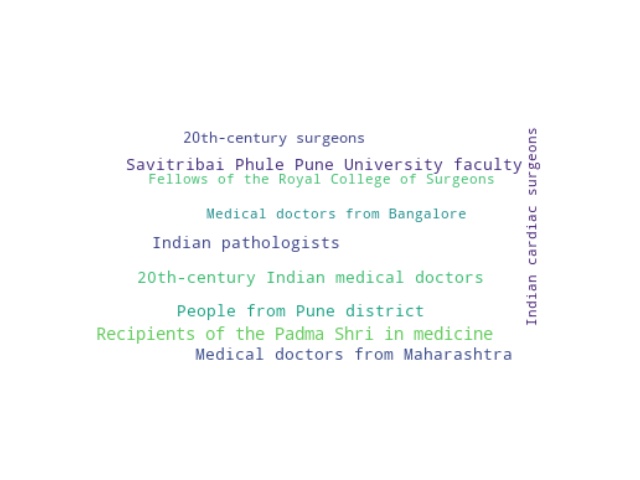 20th-century surgeons
Savitribai Phule Pune University faculty
Fellows of the Royal College of Surgeons
Medical doctors from Bangalore
Indian pathologists
20th-century Indian medical doctors
People from Pune district
Recipients of the Padma Shri in medicine
Medical doctors from Maharashtra
Indian cardiac surgeons